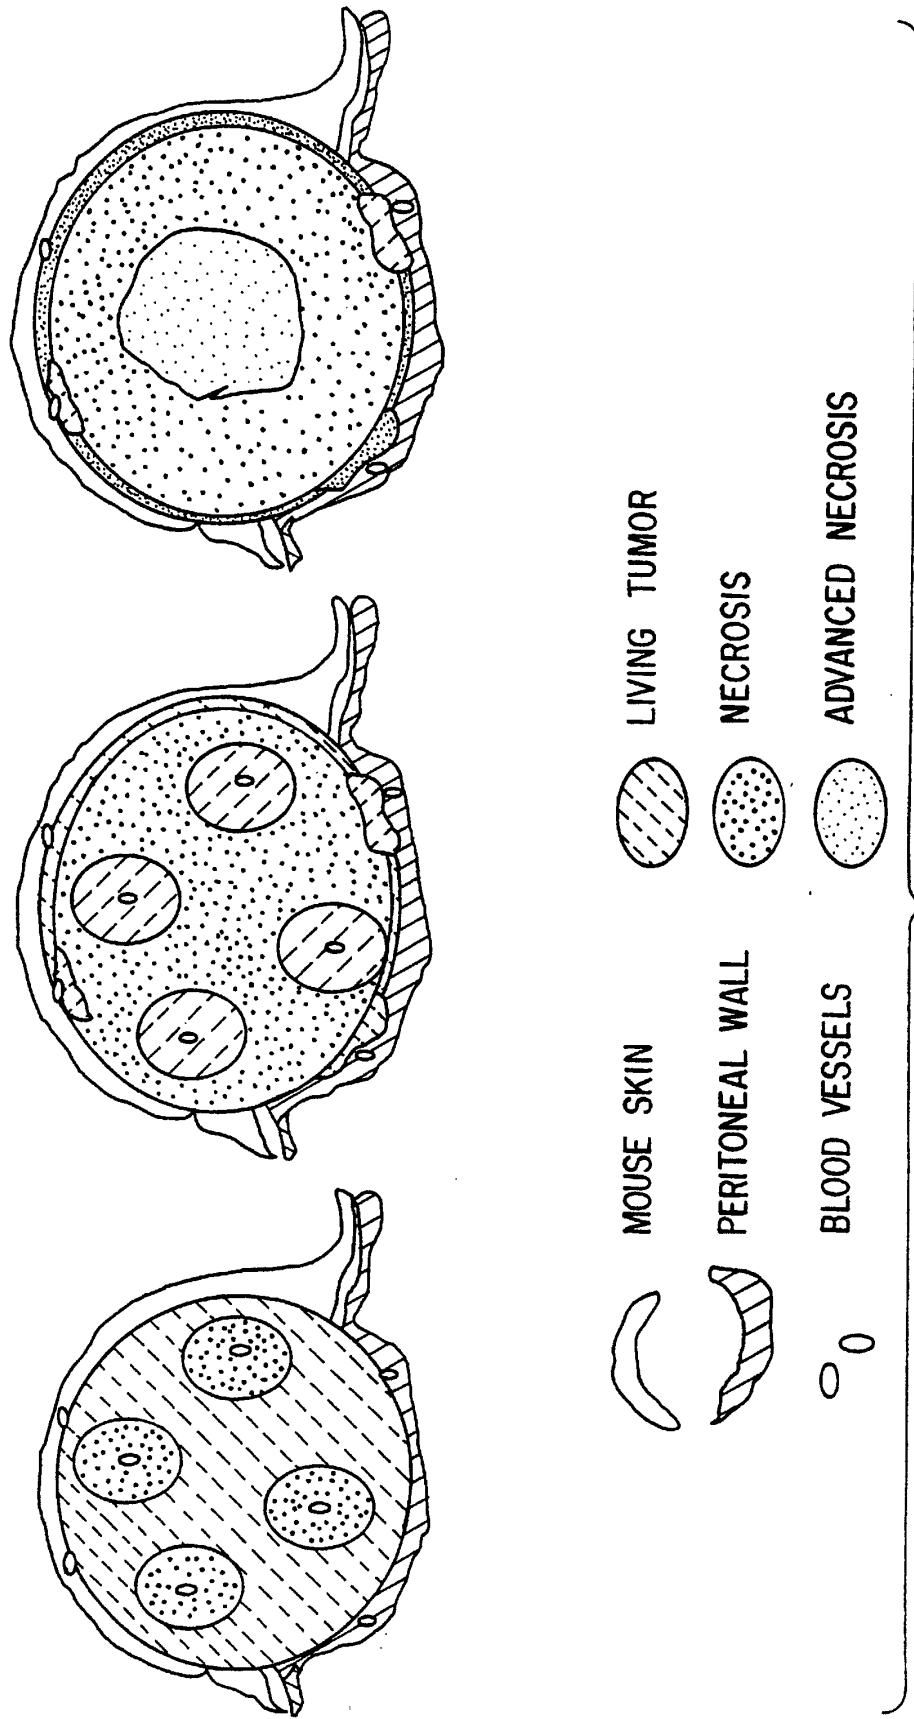 MOUSE SKIN
PERITONEAL WALL
BLOOD VESSELS
LIVING TUMOR
NECROSIS
ADVANCED NECROSIS